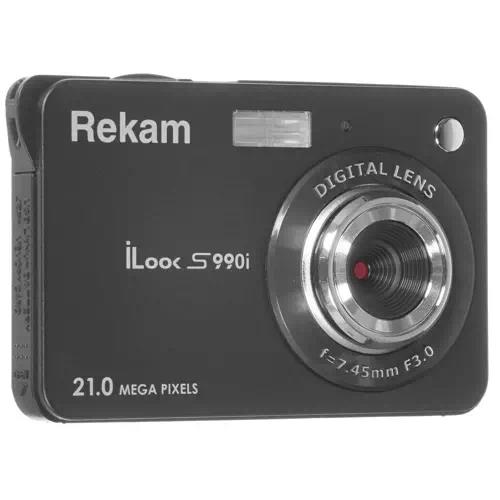 Rekam
DIGITAL LENS
iLook S990i
f=7.45mm F3.0
21.0 MEGA PIXELS